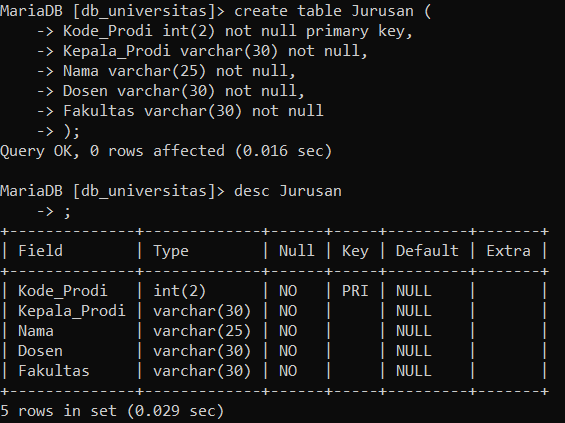 MariaDB [db_universitas]> create table Jurusan (
    -> Kode_Prodi int(2) not null primary key,
    -> Kepala_Prodi varchar(30) not null,
    -> Nama varchar(25) not null,
    -> Dosen varchar(30) not null,
    -> Fakultas varchar(30) not null
    -> );
Query OK, 0 rows affected (0.016 sec)

MariaDB [db_universitas]> desc Jurusan
    -> ;
+--------------+-------------+------+-----+---------+-------+
| Field        | Type        | Null | Key | Default | Extra |
+--------------+-------------+------+-----+---------+-------+
| Kode_Prodi   | int(2)      | NO   | PRI | NULL    |       |
| Kepala_Prodi | varchar(30) | NO   |     | NULL    |       |
| Nama         | varchar(25) | NO   |     | NULL    |       |
| Dosen        | varchar(30) | NO   |     | NULL    |       |
| Fakultas     | varchar(30) | NO   |     | NULL    |       |
+--------------+-------------+------+-----+---------+-------+
5 rows in set (0.029 sec)